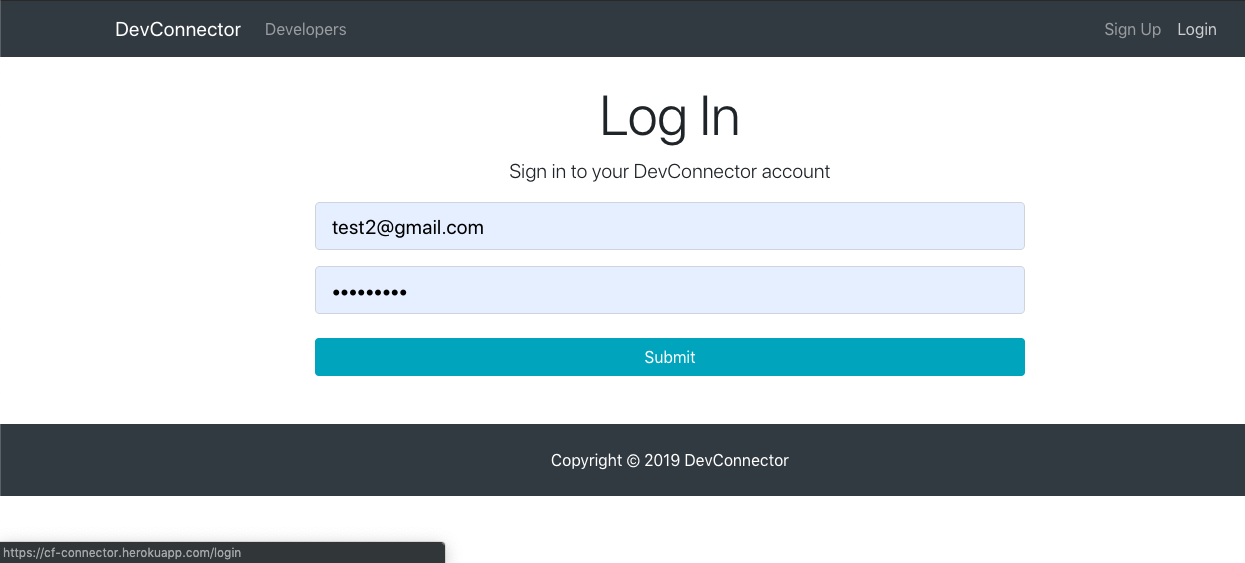 DevConnector Developers Sign Up Login
Log In
Sign in to your DevConnector account
test2@gmail.com
•••••••••
Submit
Copyright © 2019 DevConnector
https://cf-connector.herokuapp.com/login